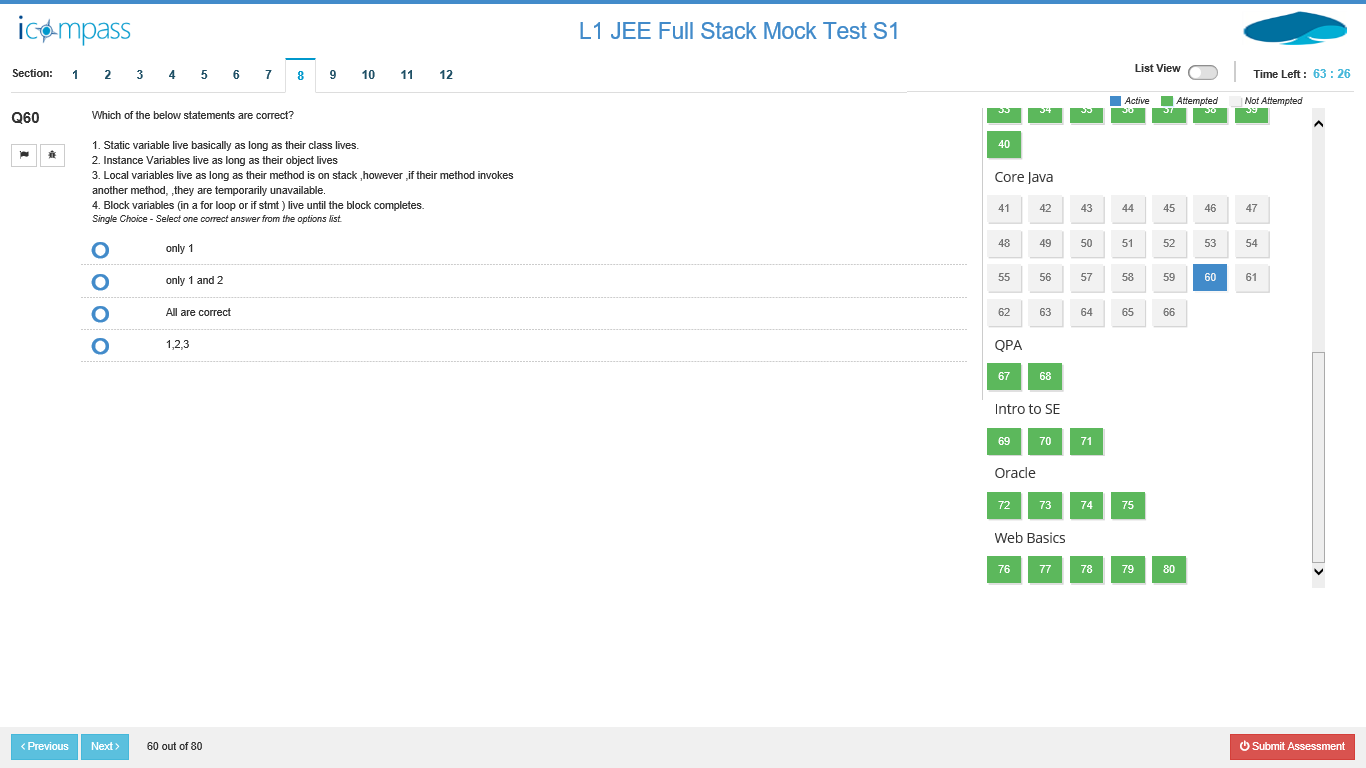 icompass
L1 JEE Full Stack Mock Test S1
Section: 1 2 3 4 5 6 7 8 9 10 11 12
List View
Time Left : 63 : 26
Active Attempted Not Attempted
Q60
Which of the below statements are correct?
1. Static variable live basically as long as their class lives.
2. Instance Variables live as long as their object lives
3. Local variables live as long as their method is on stack ,however ,if their method invokes
another method, ,they are temporarily unavailable.
4. Block variables (in a for loop or if stmt ) live until the block completes.
Single Choice - Select one correct answer from the options list.
only 1
only 1 and 2
All are correct
1,2,3
33 34 35 36 37 38 39
40
Core Java
41 42 43 44 45 46 47
48 49 50 51 52 53 54
55 56 57 58 59 60 61
62 63 64 65 66
QPA
67 68
Intro to SE
69 70 71
Oracle
72 73 74 75
Web Basics
76 77 78 79 80
‹ Previous
Next ›
60 out of 80
Submit Assessment